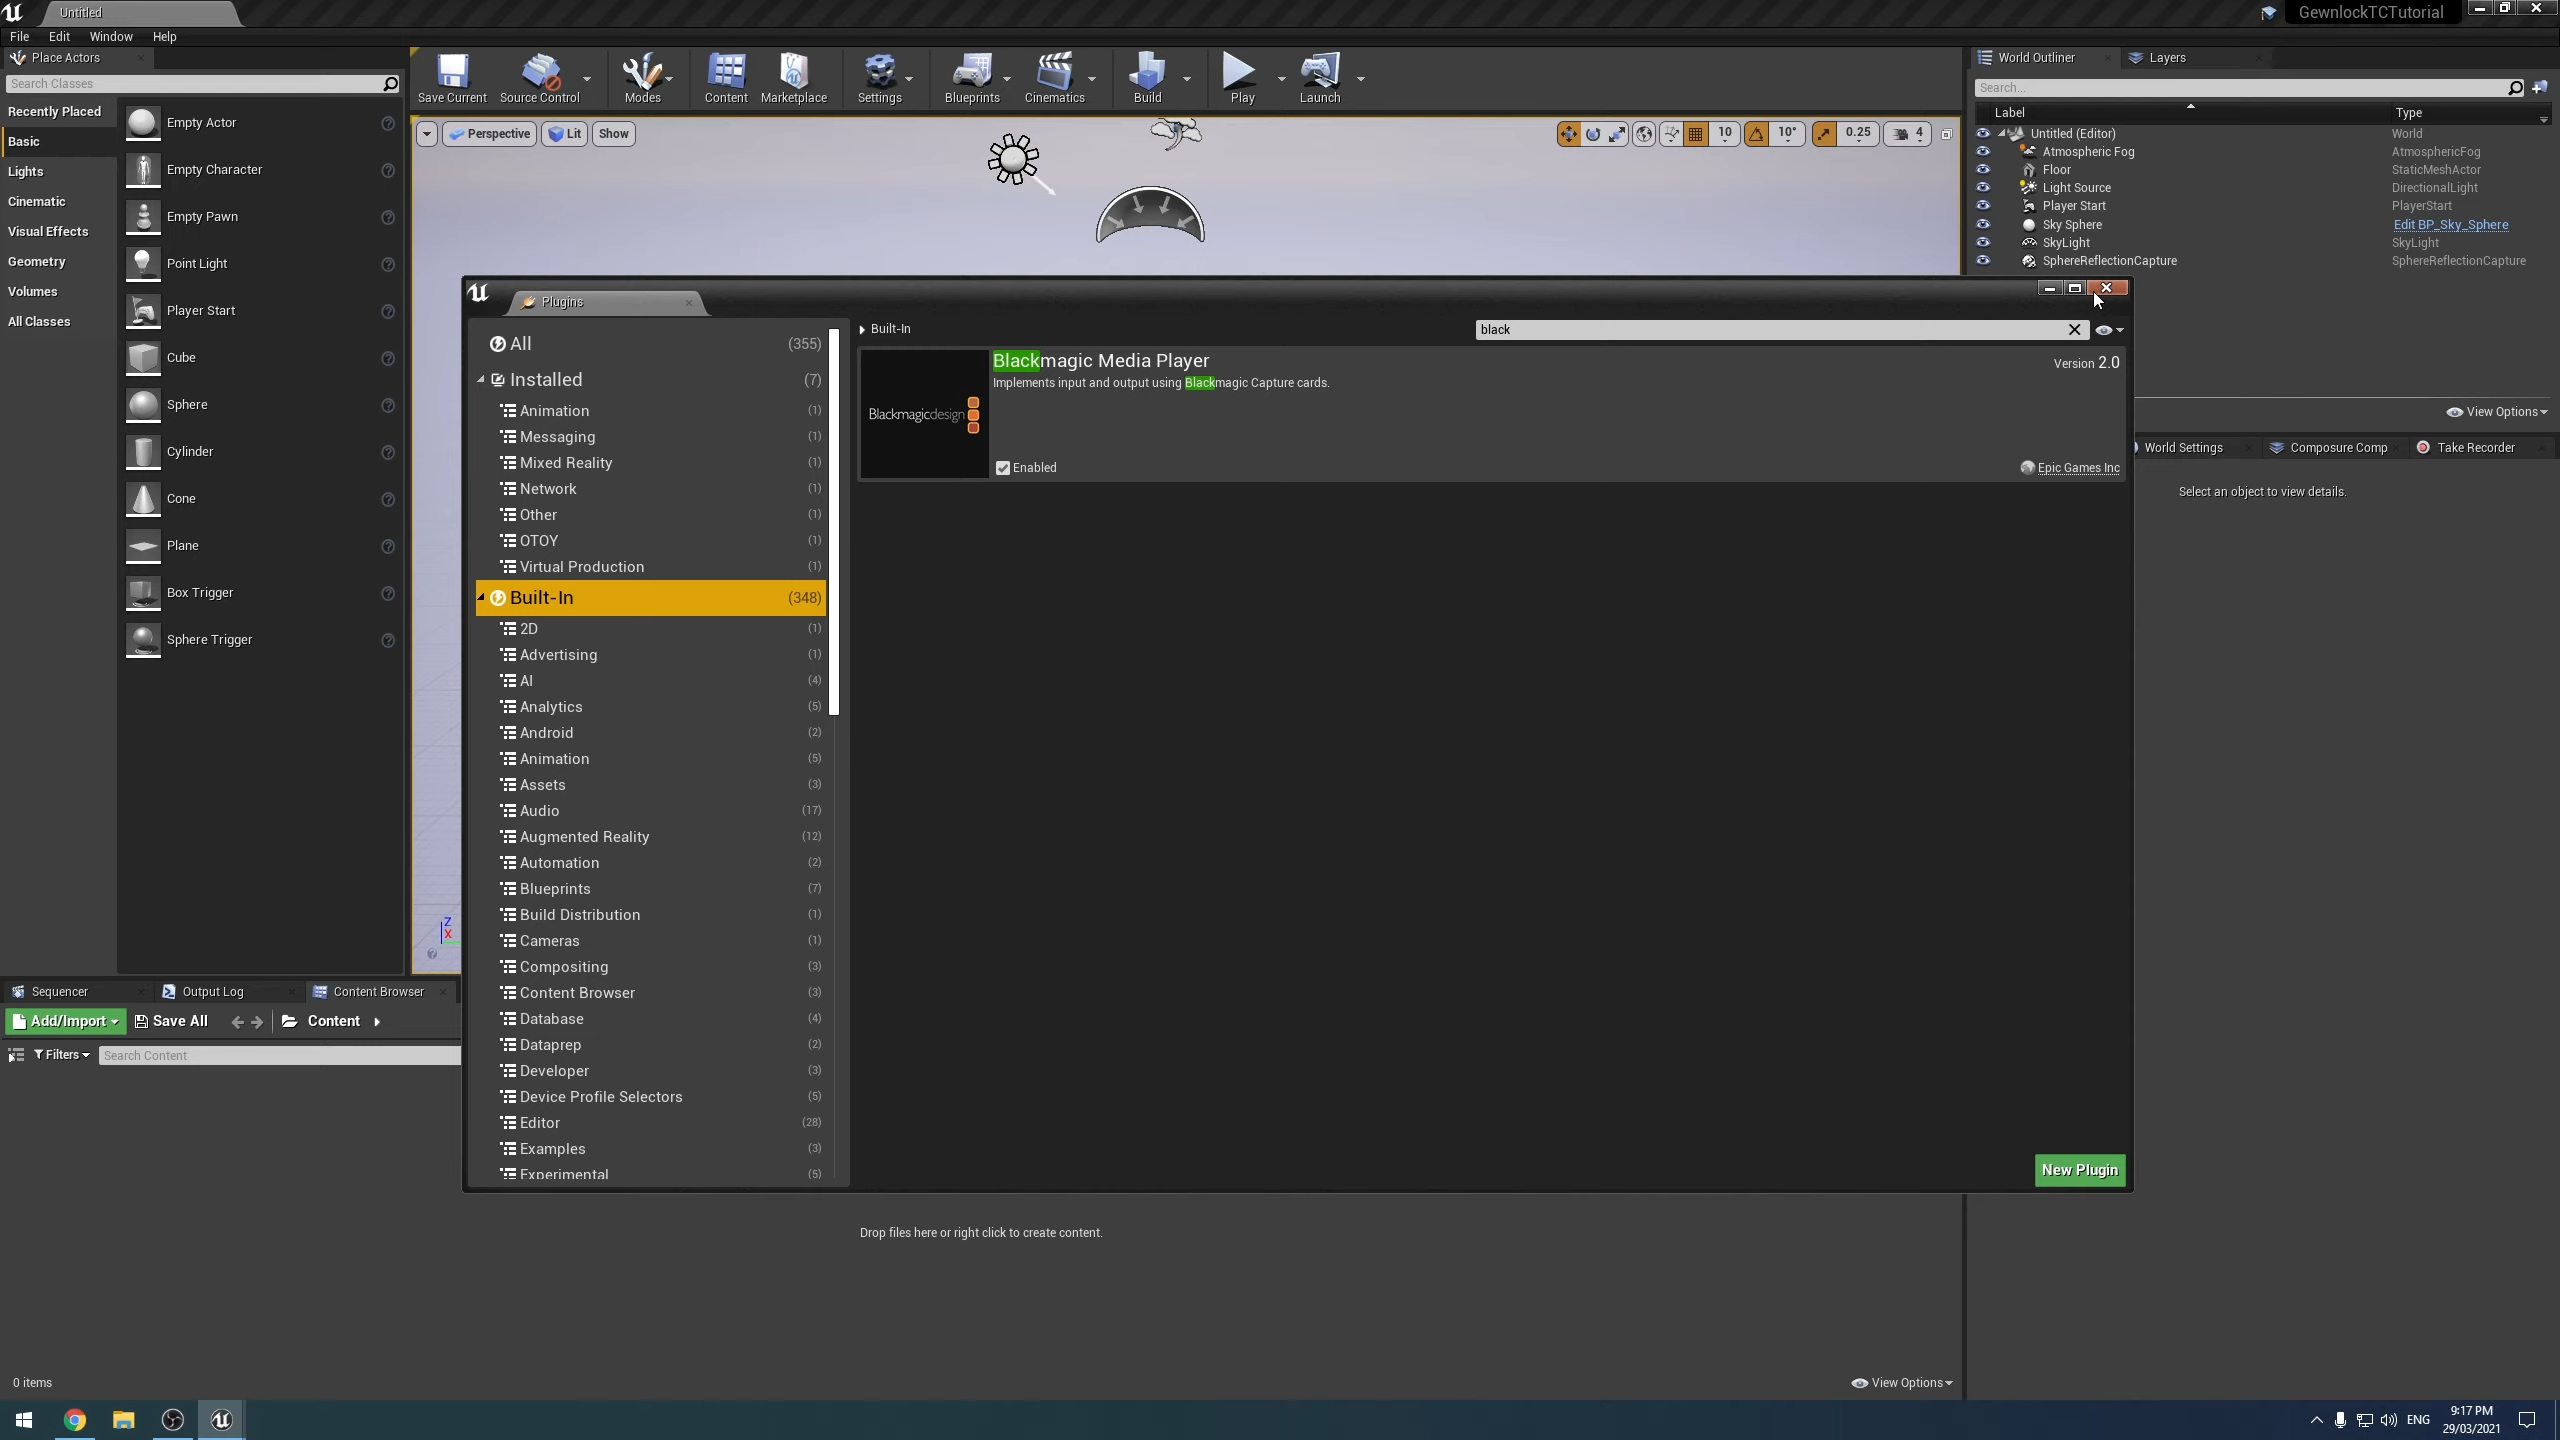 Untitled
GewnlockTCTutorial
File Edit Window Help
Place Actors
Search Classes
Recently Placed
Basic
Lights
Cinematic
Visual Effects
Geometry
Volumes
All Classes
Empty Actor
Empty Character
Empty Pawn
Point Light
Player Start
Cube
Sphere
Cylinder
Cone
Plane
Box Trigger
Sphere Trigger
Save Current
Source Control
Modes
Content
Marketplace
Settings
Blueprints
Cinematics
Build
Play
Launch
Perspective
Lit
Show
10
10°
0.25
4
World Outliner
Layers
Search...
Label Type
Untitled (Editor) World
Atmospheric Fog AtmosphericFog
Floor StaticMeshActor
Light Source DirectionalLight
Player Start PlayerStart
Sky Sphere Edit BP_Sky_Sphere
SkyLight SkyLight
SphereReflectionCapture SphereReflectionCapture
View Options
World Settings
Composure Comp
Take Recorder
Select an object to view details.
Plugins
All (355)
Installed (7)
Animation (1)
Messaging (1)
Mixed Reality (1)
Network (1)
Other (1)
OTOY (1)
Virtual Production (1)
Built-In (348)
2D (1)
Advertising (1)
AI (4)
Analytics (5)
Android (2)
Animation (5)
Assets (3)
Audio (17)
Augmented Reality (12)
Automation (2)
Blueprints (7)
Build Distribution (1)
Cameras (1)
Compositing (3)
Content Browser (3)
Database (4)
Dataprep (2)
Developer (3)
Device Profile Selectors (5)
Editor (28)
Examples (3)
Experimental (5)
Built-In
black
Blackmagic Media Player
Version 2.0
Implements input and output using Blackmagic Capture cards.
Blackmagicdesign
Enabled
Epic Games Inc
New Plugin
Z
X
Sequencer
Output Log
Content Browser
Add/Import
Save All
Content
Filters
Search Content
Drop files here or right click to create content.
0 items
View Options
ENG
9:17 PM
29/03/2021